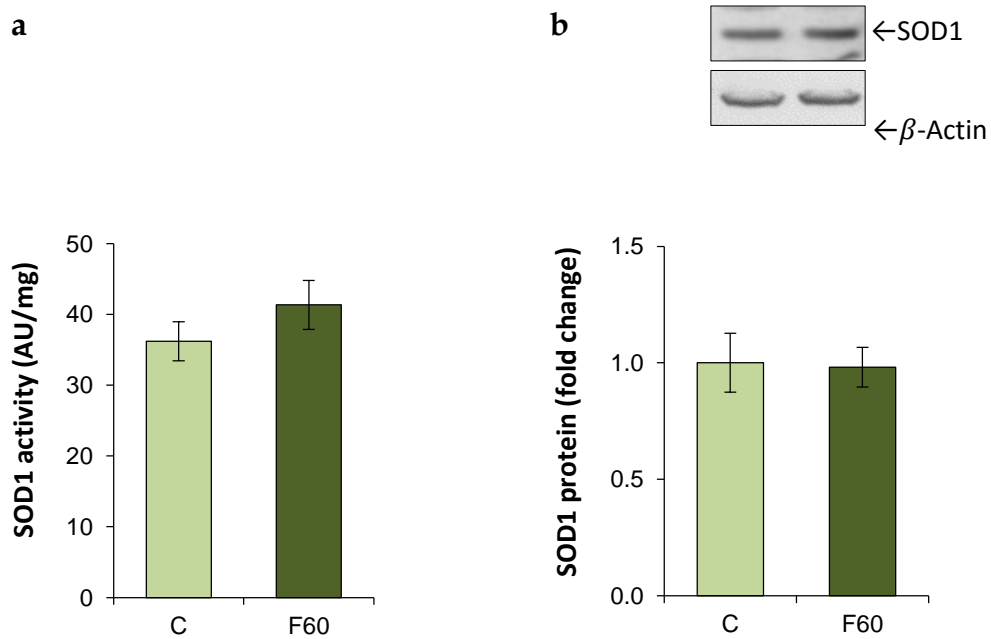 a
b
←SOD1
←β-Actin
SOD1 activity (AU/mg)
50
40
30
20
10
0
C F60
SOD1 protein (fold change)
1.5
1.0
0.5
0.0
C F60